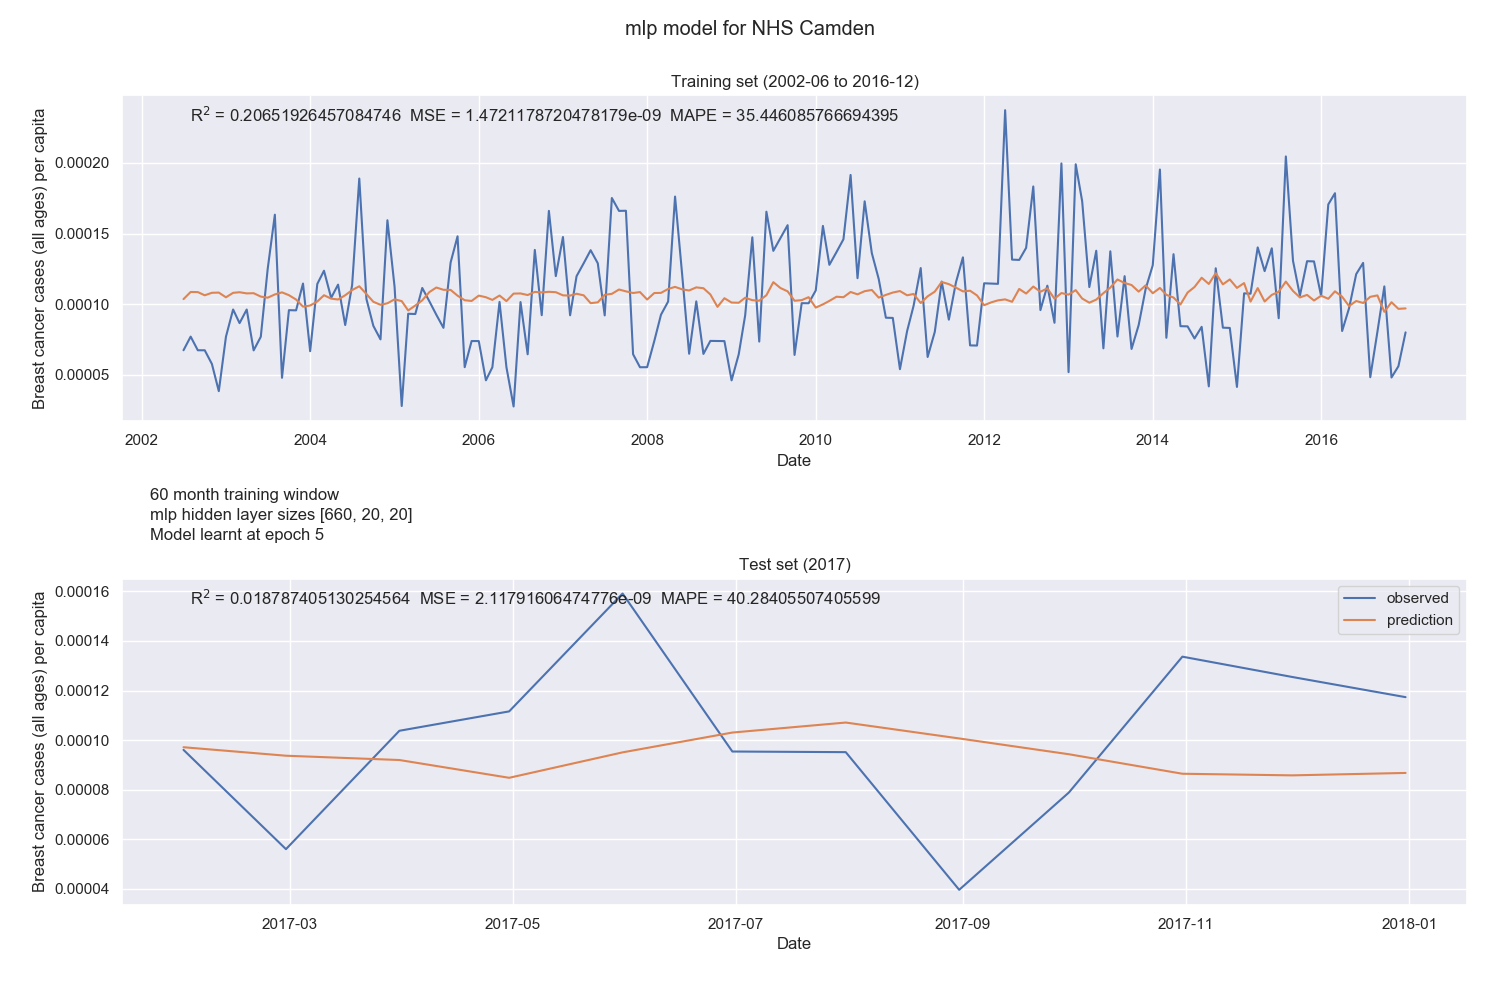 mlp model for NHS Camden
Training set (2002-06 to 2016-12)
R² = 0.20651926457084746 MSE = 1.4721178720478179e-09 MAPE = 35.446085766694395
Breast cancer cases (all ages) per capita
0.00020
0.00015
0.00010
0.00005
2002 2004 2006 2008 2010 2012 2014 2016
Date
60 month training window
mlp hidden layer sizes [660, 20, 20]
Model learnt at epoch 5
Test set (2017)
R² = 0.018787405130254564 MSE = 2.11791606474776e-09 MAPE = 40.28405507405599
observed
prediction
Breast cancer cases (all ages) per capita
0.00016
0.00014
0.00012
0.00010
0.00008
0.00006
0.00004
2017-03 2017-05 2017-07 2017-09 2017-11 2018-01
Date